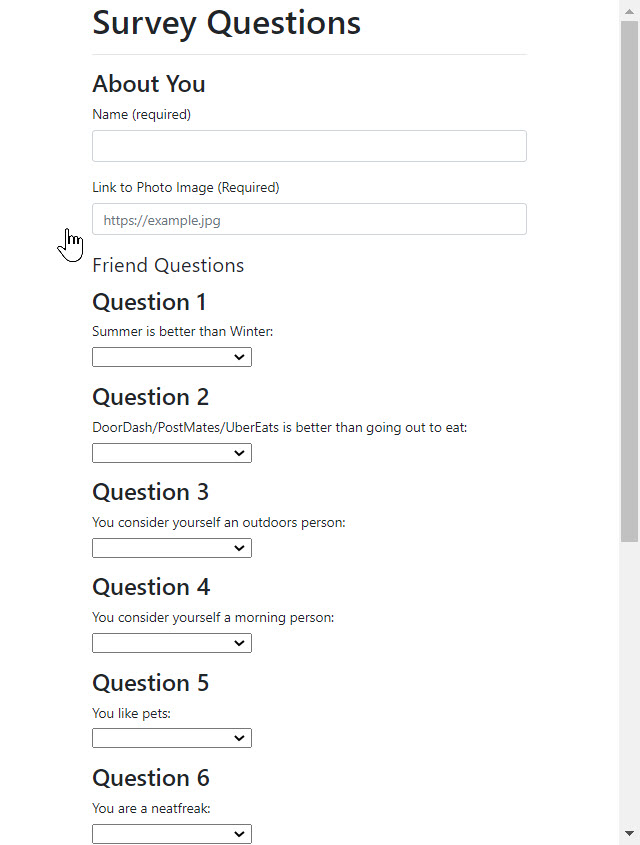 Survey Questions
About You
Name (required)
Link to Photo Image (Required)
https://example.jpg
Friend Questions
Question 1
Summer is better than Winter:
Question 2
DoorDash/PostMates/UberEats is better than going out to eat:
Question 3
You consider yourself an outdoors person:
Question 4
You consider yourself a morning person:
Question 5
You like pets:
Question 6
You are a neatfreak: